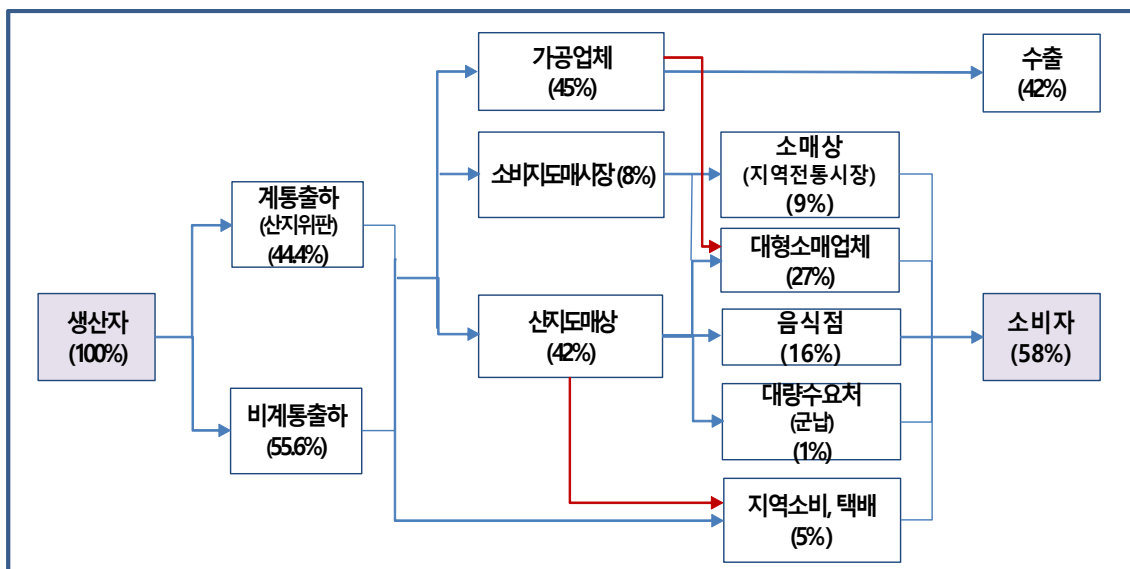 생산자
(100%)
계통출하
(산지위판)
(44.4%)
비계통출하
(55.6%)
가공업체
(45%)
소비지도매시장 (8%)
산지도매상
(42%)
소매상
(지역전통시장)
(9%)
대형소매업체
(27%)
음식점
(16%)
대량수요처
(군납)
(1%)
지역소비, 택배
(5%)
수출
(42%)
소비자
(58%)